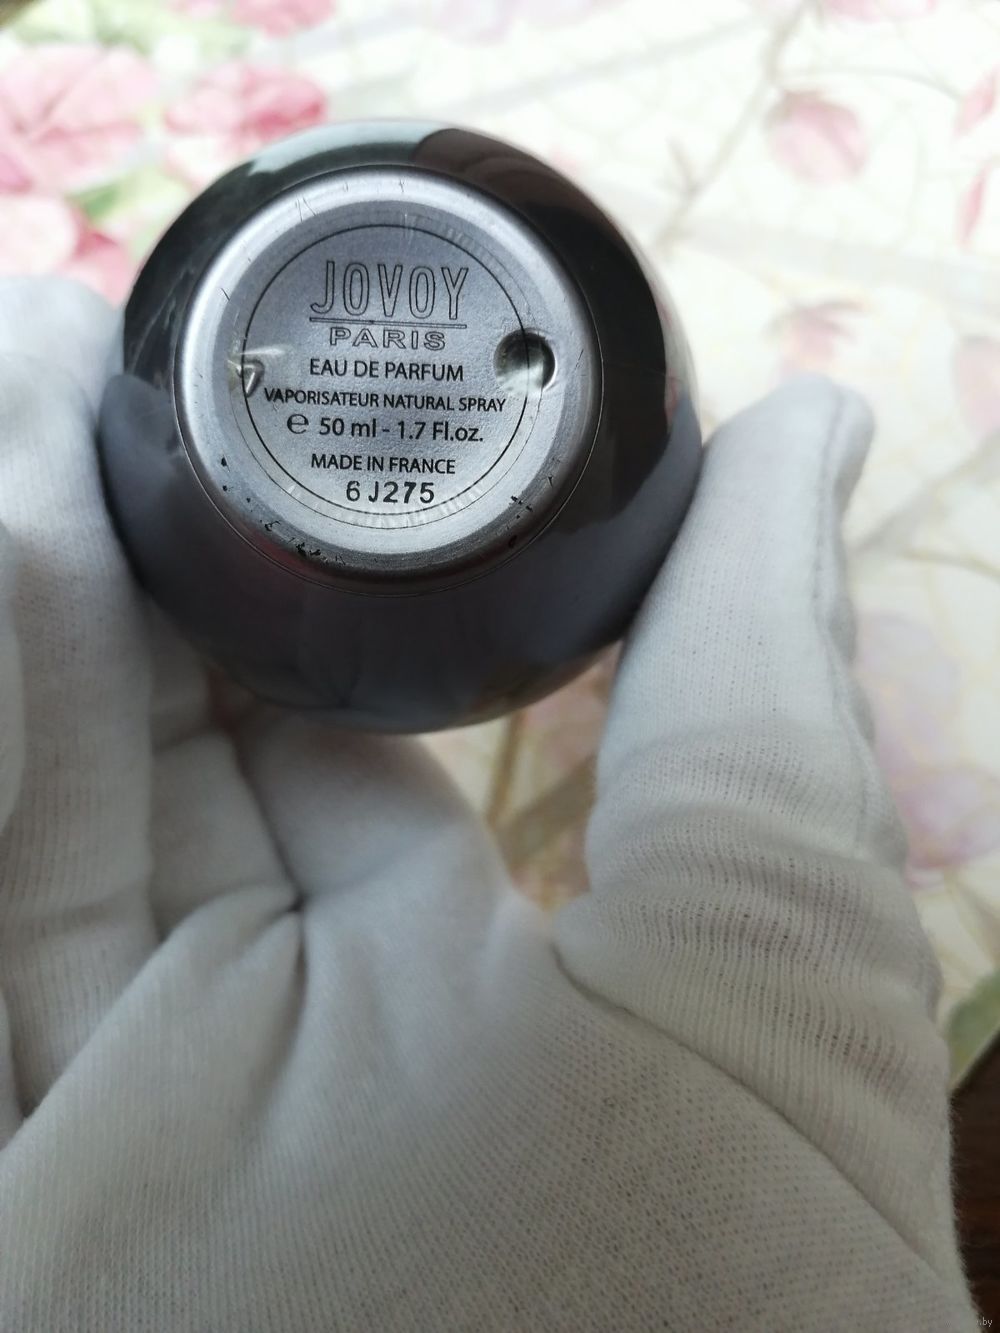 JOVOY
PARIS
EAU DE PARFUM
VAPORISATEUR NATURAL SPRAY
℮ 50 ml - 1.7 Fl.oz.
MADE IN FRANCE
6 J275